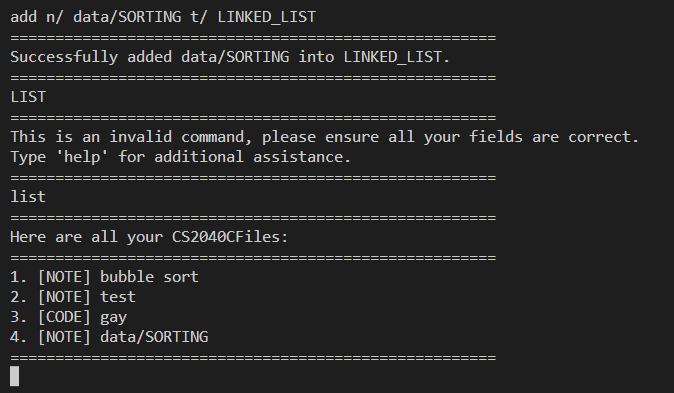 add n/ data/SORTING t/ LINKED_LIST
======================================================
Successfully added data/SORTING into LINKED_LIST.
======================================================
LIST
======================================================
This is an invalid command, please ensure all your fields are correct.
Type 'help' for additional assistance.
======================================================
list
======================================================
Here are all your CS2040CFiles:
======================================================
1. [NOTE] bubble sort
2. [NOTE] test
3. [CODE] gay
4. [NOTE] data/SORTING
======================================================